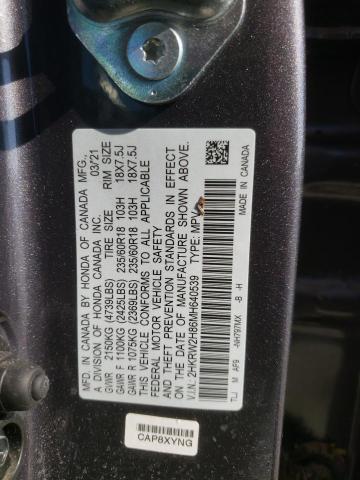 MFD. IN CANADA BY HONDA OF CANADA MFG., 03/21
A DIVISION OF HONDA CANADA INC.
TIRE SIZE RIM SIZE
GVWR 2150KG (4739LBS)
GAWR F 1100KG (2425LBS) 235/60R18 103H 18X7.5J
GAWR R 1075KG (2369LBS) 235/60R18 103H 18X7.5J
THIS VEHICLE CONFORMS TO ALL APPLICABLE
FEDERAL MOTOR VEHICLE SAFETY
AND THEFT PREVENTION STANDARDS IN EFFECT
ON THE DATE OF MANUFACTURE SHOWN ABOVE.
V.I.N.: 2HKRW2H86MH640539 TYPE: MPV
TLJ M AP9 -NH797MX -B -H
MADE IN CANADA
CAP8XYNG